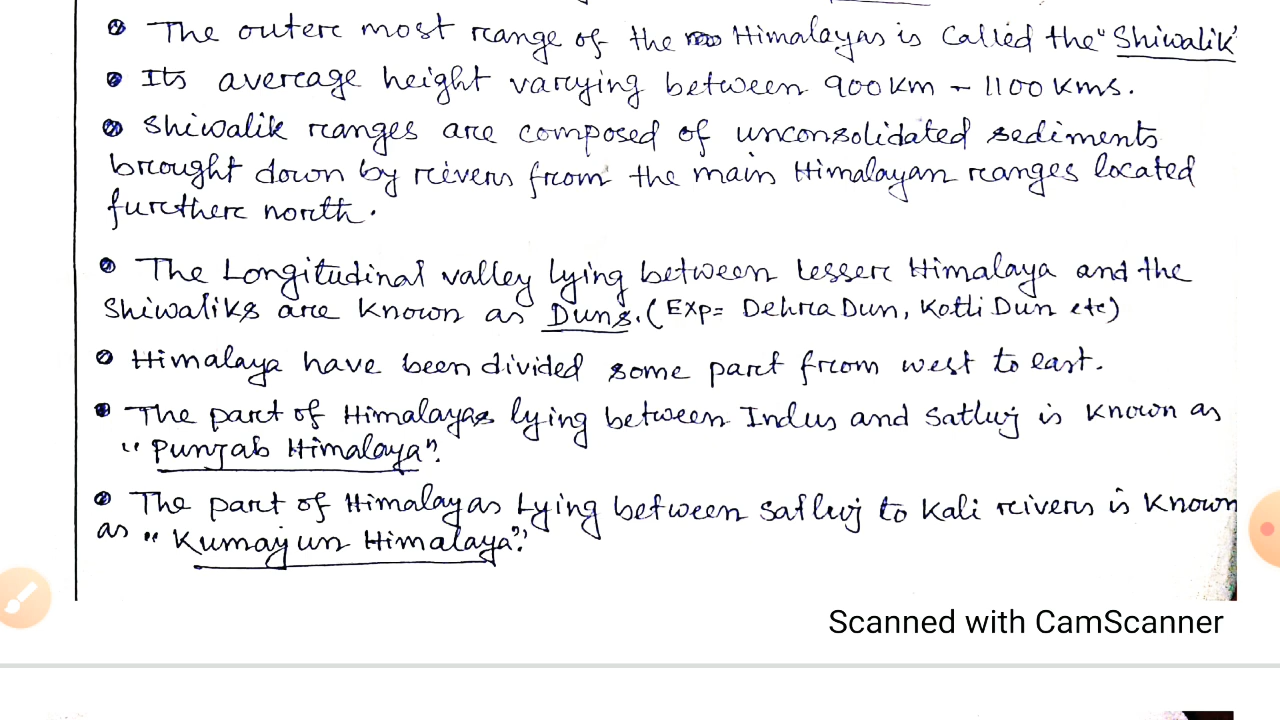 The outer most range of the Himalayas is Called the "Shiwalik"
Its average height varying between 900 km - 1100 kms.
Shiwalik ranges are composed of unconsolidated sediments
brought down by rivers from the main Himalayan ranges located
further north.
The Longitudinal valley lying between lesser Himalaya and the
Shiwaliks are known as Duns. (Exp= Dehra Dun, Kotli Dun etc)
Himalaya have been divided some part from west to east.
The part of Himalayas lying between Indus and Satluj is known as
"Punjab Himalaya".
The part of Himalayas Lying between Satluj to Kali rivers is known
as "Kumayun Himalaya".
Scanned with CamScanner